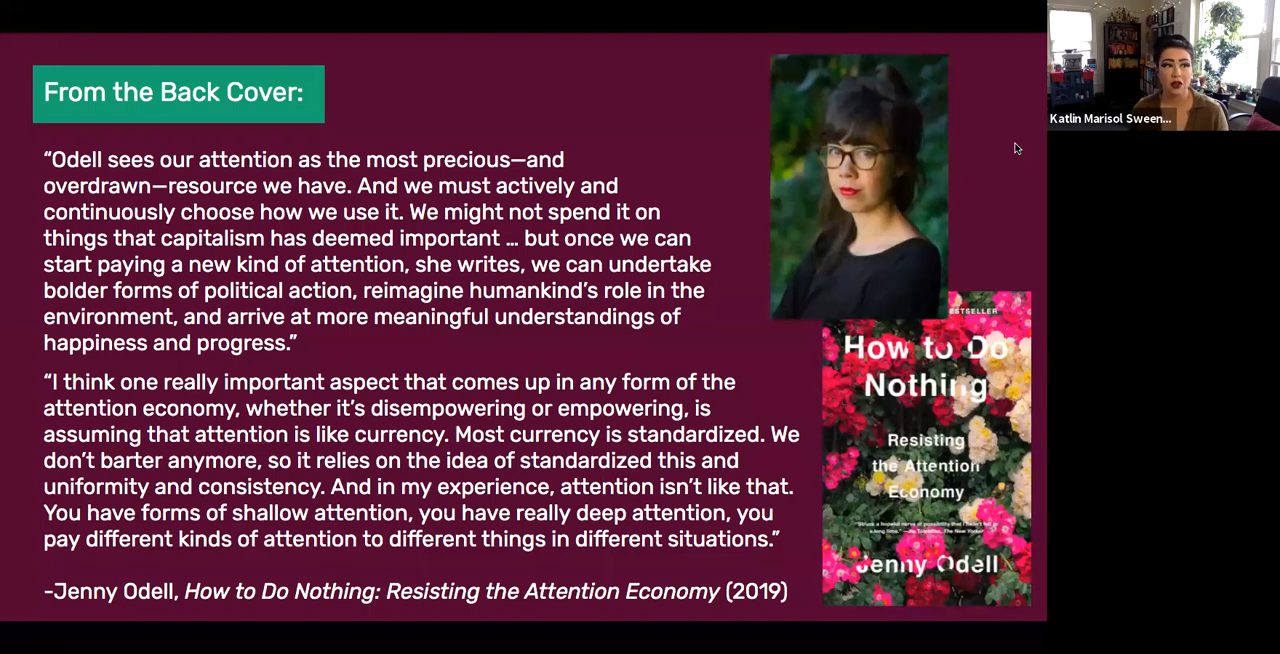 From the Back Cover:
“Odell sees our attention as the most precious—and
overdrawn—resource we have. And we must actively and
continuously choose how we use it. We might not spend it on
things that capitalism has deemed important ... but once we can
start paying a new kind of attention, she writes, we can undertake
bolder forms of political action, reimagine humankind’s role in the
environment, and arrive at more meaningful understandings of
happiness and progress.”
“I think one really important aspect that comes up in any form of the
attention economy, whether it’s disempowering or empowering, is
assuming that attention is like currency. Most currency is standardized. We
don’t barter anymore, so it relies on the idea of standardized this and
uniformity and consistency. And in my experience, attention isn’t like that.
You have forms of shallow attention, you have really deep attention, you
pay different kinds of attention to different things in different situations.”
-Jenny Odell, How to Do Nothing: Resisting the Attention Economy (2019)
ESTSELLER
How to Do
Nothing
Resisting
the Attention
Economy
Jenny Odell
Katlin Marisol Sween...